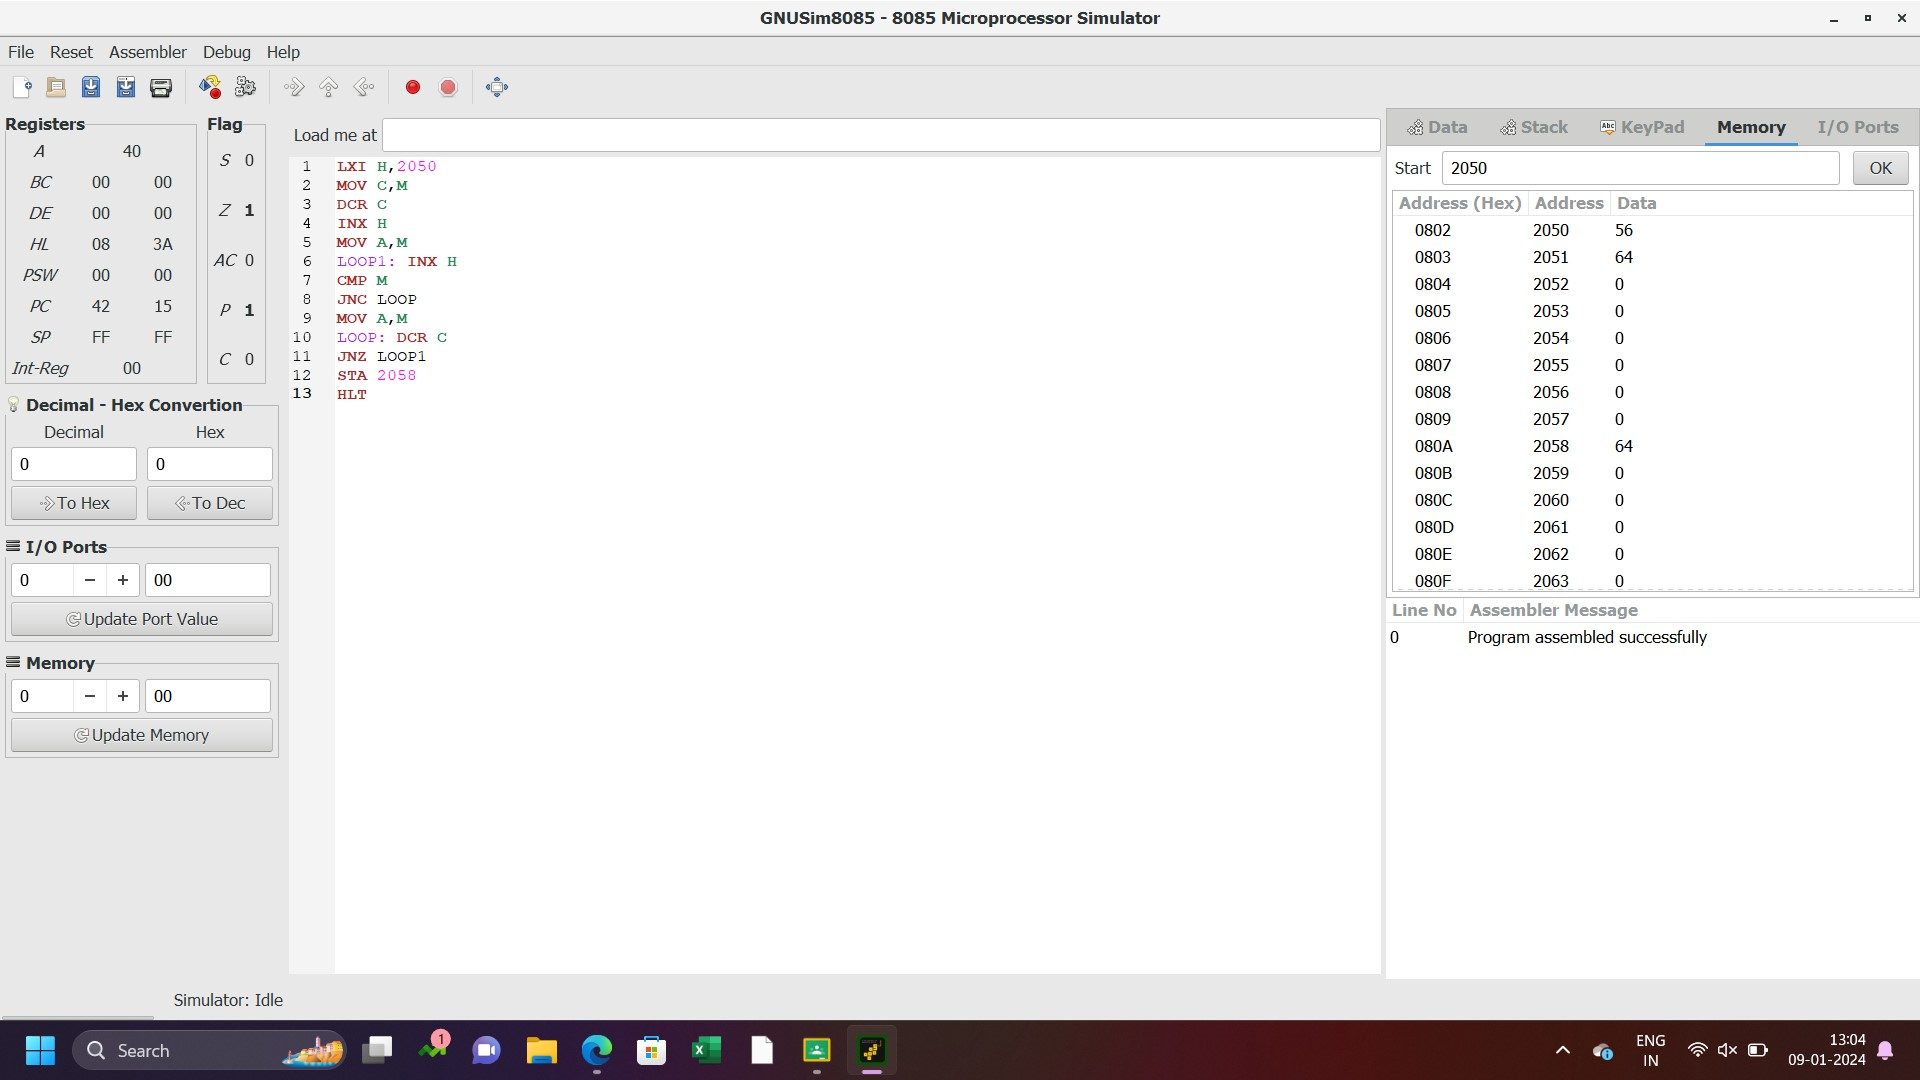 GNUSim8085 - 8085 Microprocessor Simulator
File Reset Assembler Debug Help
Registers
A 40
BC 00 00
DE 00 00
HL 08 3A
PSW 00 00
PC 42 15
SP FF FF
Int-Reg 00
Flag
S 0
Z 1
AC 0
P 1
C 0
Decimal - Hex Convertion
Decimal Hex
0 0
To Hex To Dec
I/O Ports
0 − + 00
Update Port Value
Memory
0 − + 00
Update Memory
Load me at
1 LXI H,2050
2 MOV C,M
3 DCR C
4 INX H
5 MOV A,M
6 LOOP1: INX H
7 CMP M
8 JNC LOOP
9 MOV A,M
10 LOOP: DCR C
11 JNZ LOOP1
12 STA 2058
13 HLT
Data Stack Abc KeyPad Memory I/O Ports
Start 2050 OK
Address (Hex) Address Data
0802 2050 56
0803 2051 64
0804 2052 0
0805 2053 0
0806 2054 0
0807 2055 0
0808 2056 0
0809 2057 0
080A 2058 64
080B 2059 0
080C 2060 0
080D 2061 0
080E 2062 0
080F 2063 0
Line No Assembler Message
0 Program assembled successfully
Simulator: Idle
Search
1
ENG
IN
13:04
09-01-2024